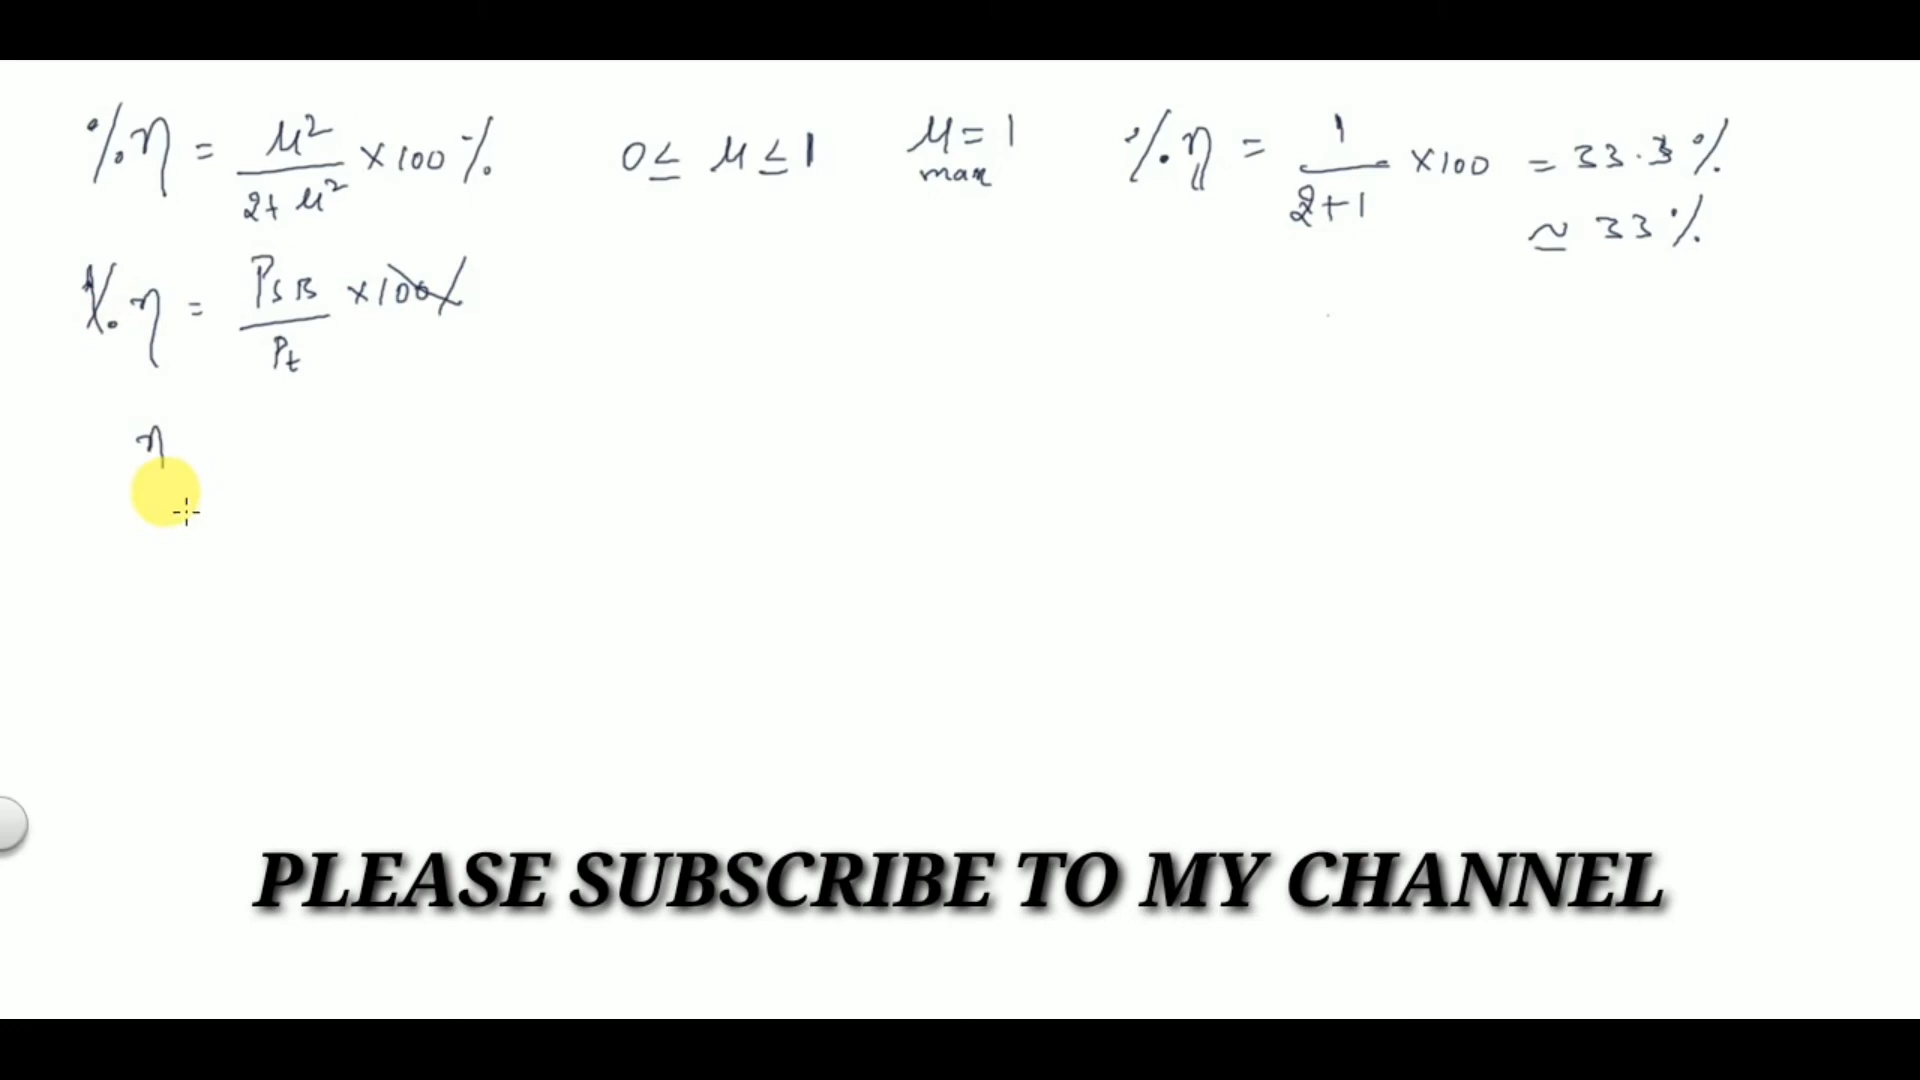 %η = μ²/(2+μ²) ×100% 0≤ μ ≤1 μ=1 max %η = 1/(2+1) ×100 = 33.3%
≃ 33%
%η = PSB/Pt ×100%
η
PLEASE SUBSCRIBE TO MY CHANNEL